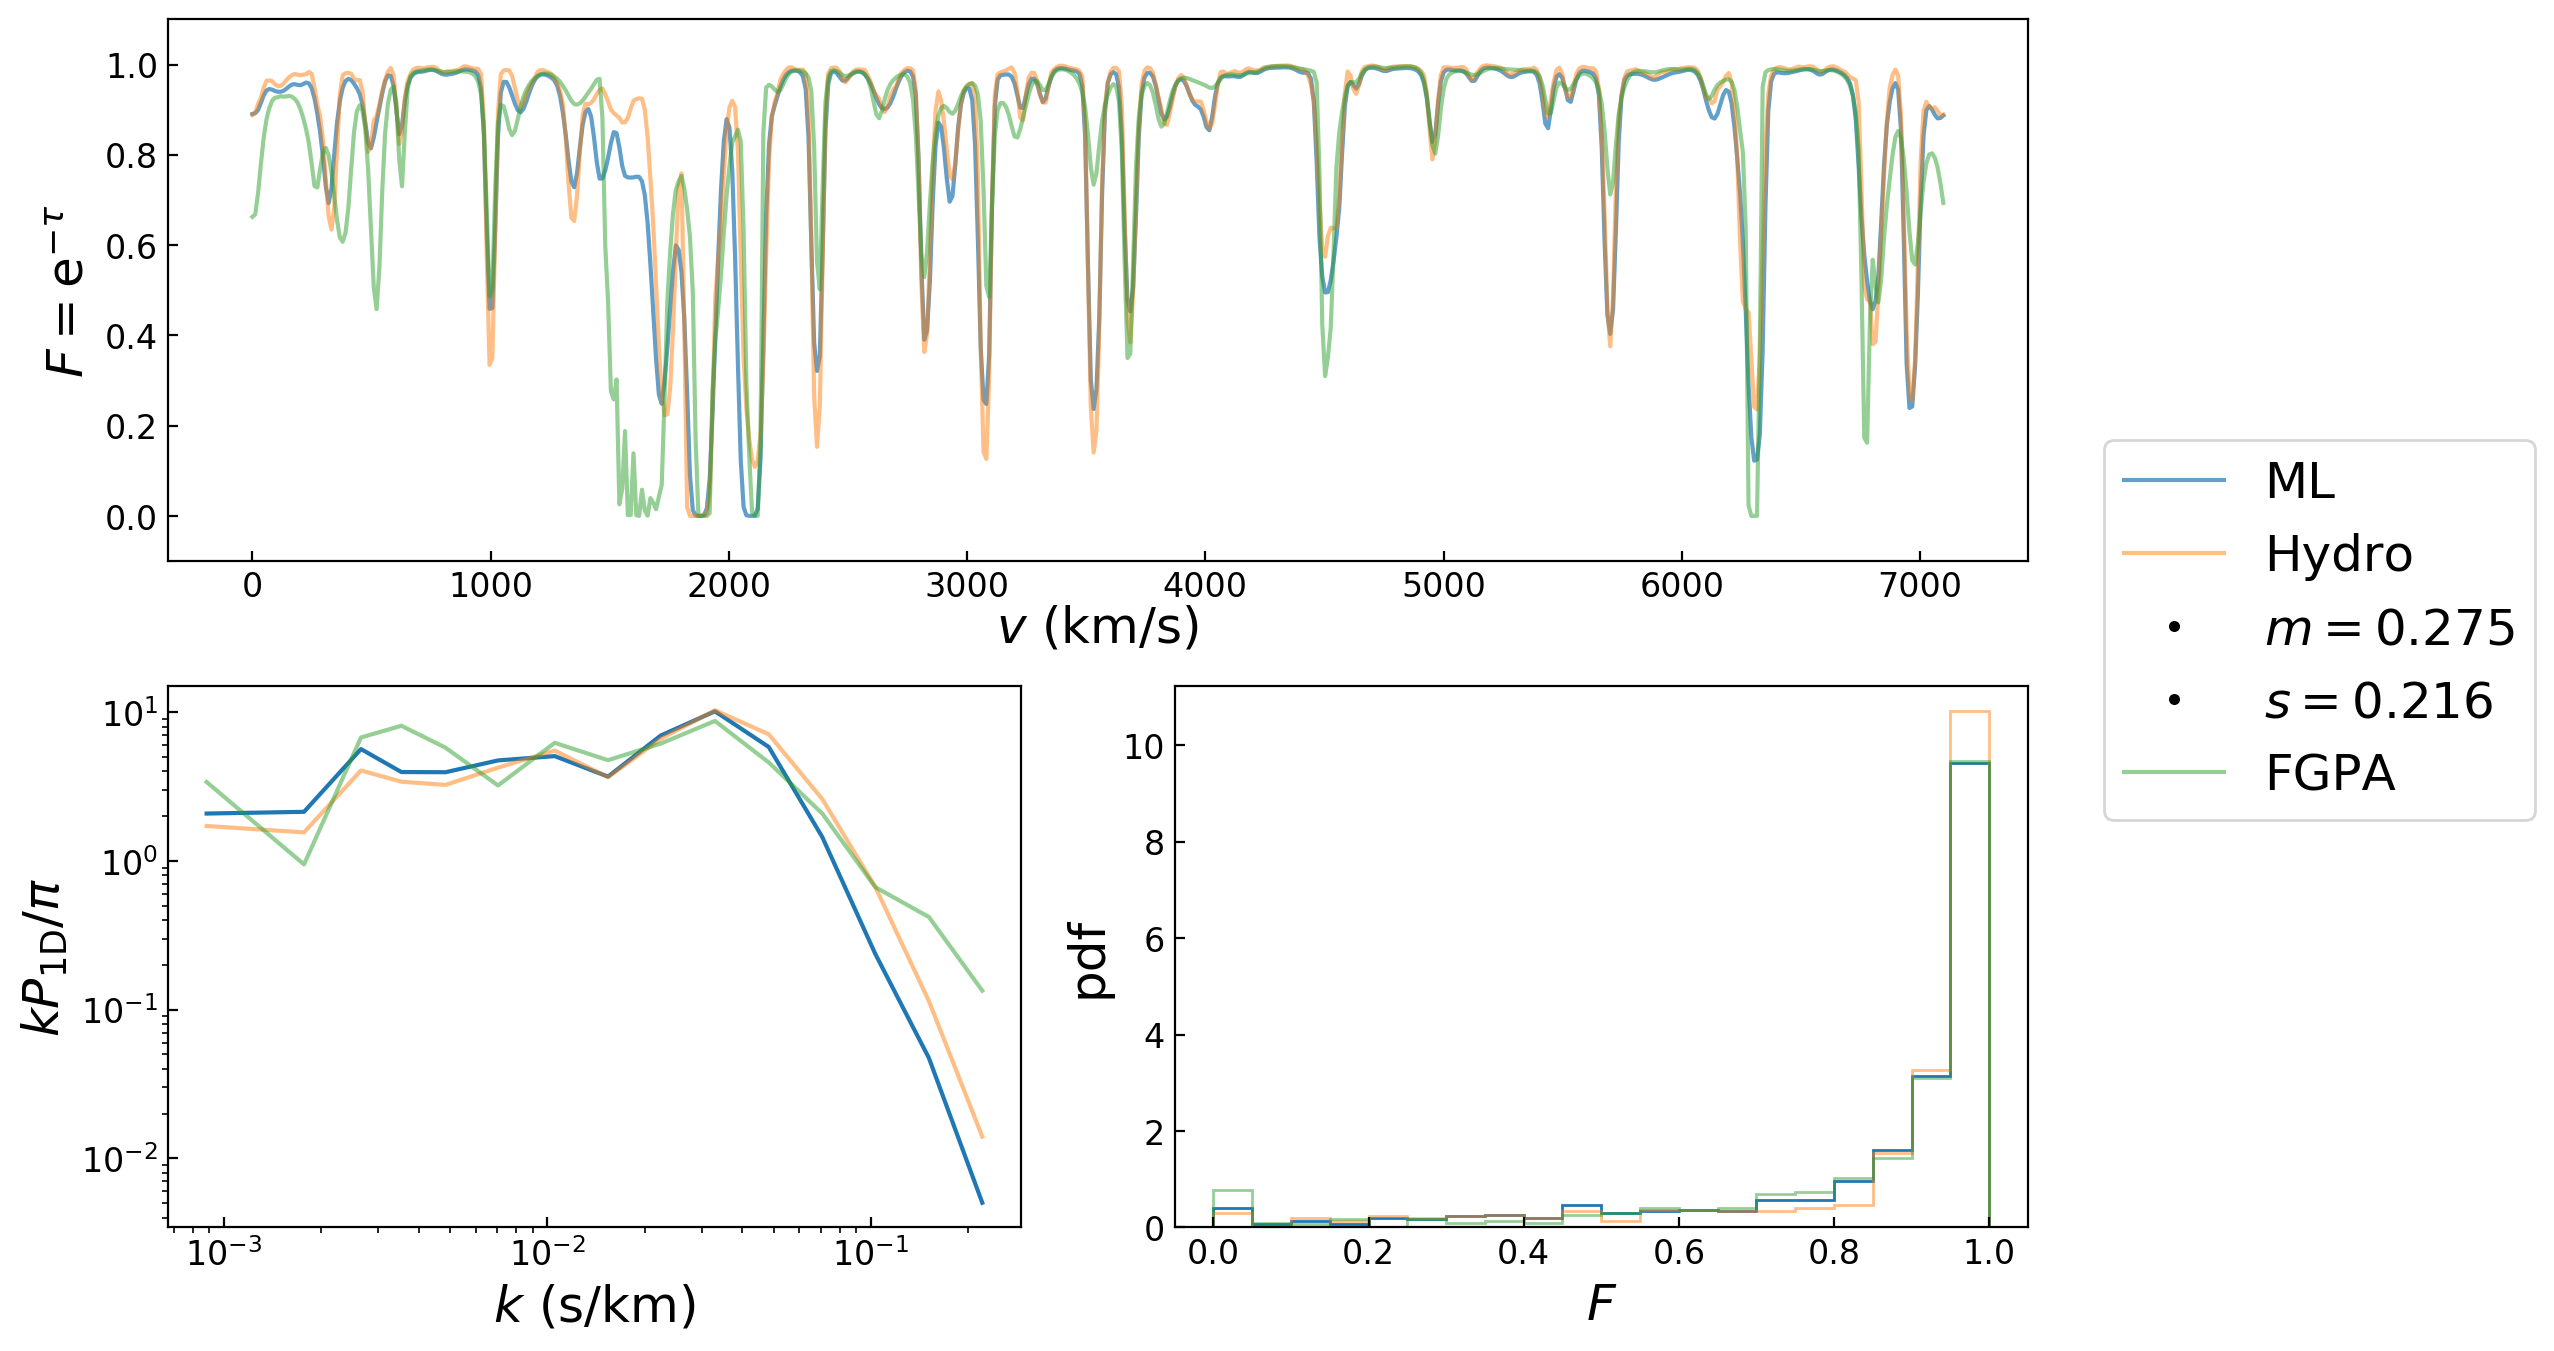 1.0
0.8
0.6
0.4
0.2
0.0
F = e^{-τ}
0 1000 2000 3000 4000 5000 6000 7000
v (km/s)
ML
Hydro
m = 0.275
s = 0.216
FGPA
10^1
10^0
10^{-1}
10^{-2}
kP_{1D}/π
10^{-3} 10^{-2} 10^{-1}
k (s/km)
10
8
6
4
2
0
pdf
0.0 0.2 0.4 0.6 0.8 1.0
F